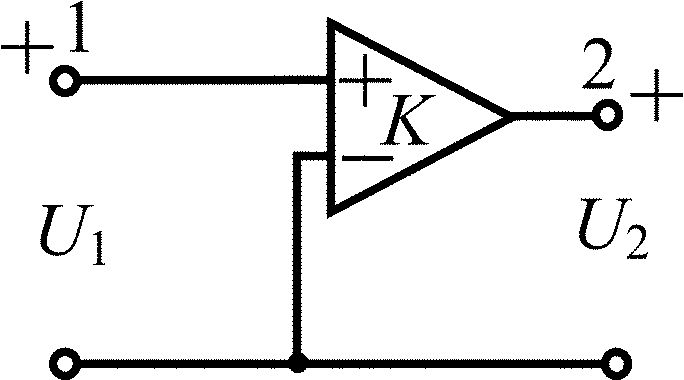 + 1
2 +
+
K
−
U1
U2